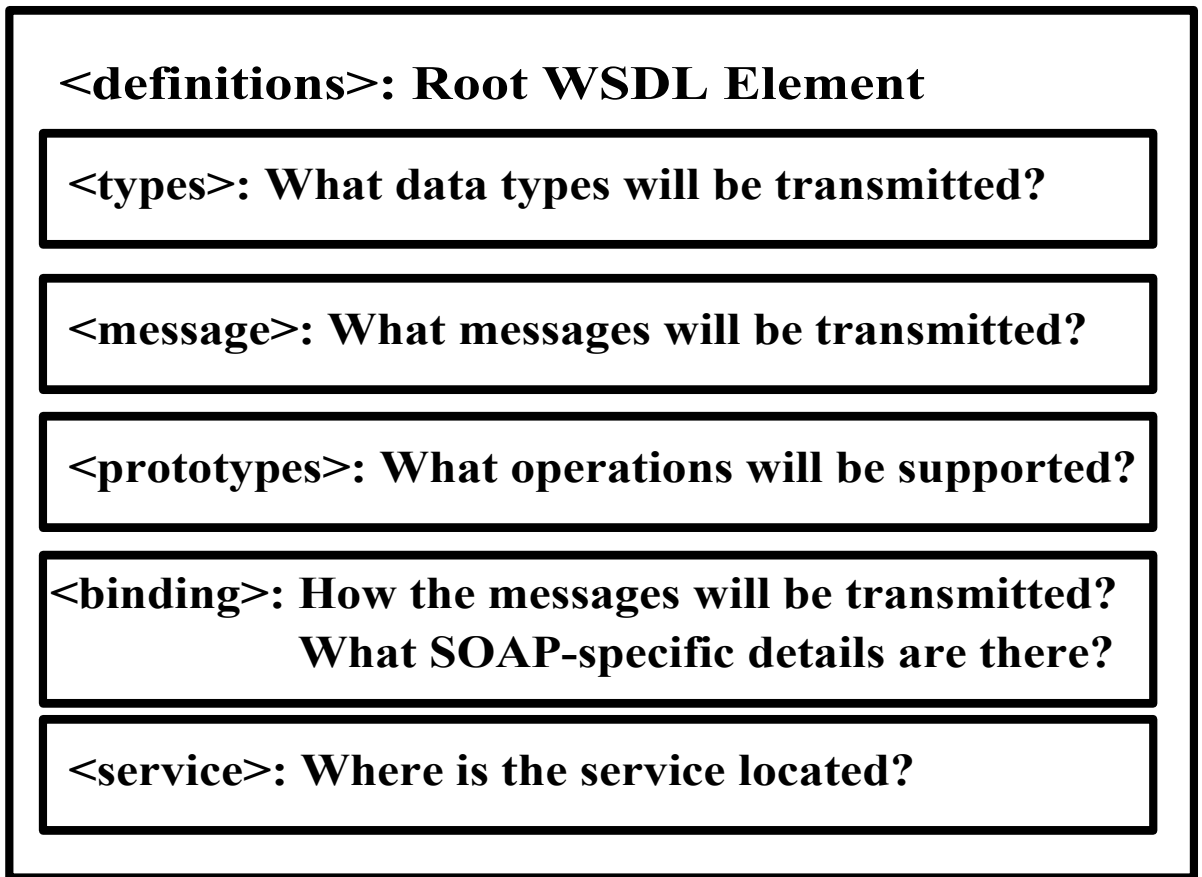 <definitions>: Root WSDL Element
<types>: What data types will be transmitted?
<message>: What messages will be transmitted?
<prototypes>: What operations will be supported?
<binding>: How the messages will be transmitted?
What SOAP-specific details are there?
<service>: Where is the service located?